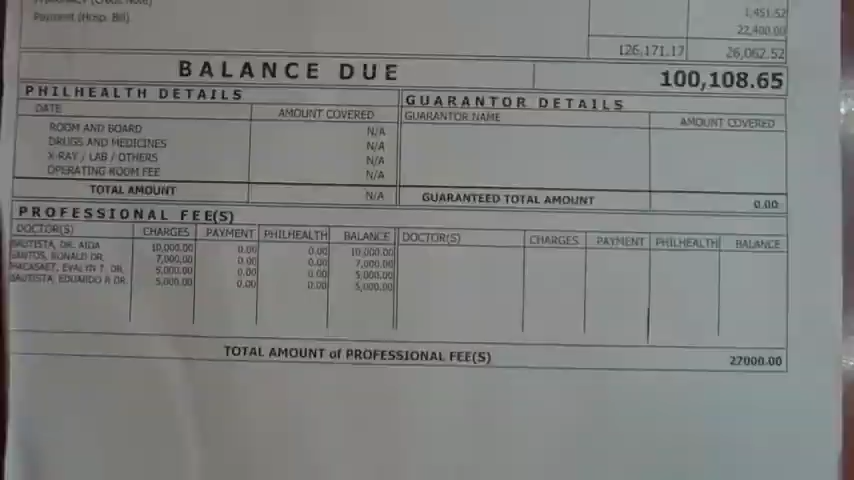 1,451.52
Payment (Hosp. Bill) 22,400.00
126,171.17 26,062.52
BALANCE DUE 100,108.65
PHILHEALTH DETAILS
DATE AMOUNT COVERED
ROOM AND BOARD N/A
DRUGS AND MEDICINES N/A
X-RAY / LAB / OTHERS N/A
OPERATING ROOM FEE N/A
TOTAL AMOUNT N/A
GUARANTOR DETAILS
GUARANTOR NAME AMOUNT COVERED
GUARANTEED TOTAL AMOUNT 0.00
PROFESSIONAL FEE(S)
DOCTOR(S) CHARGES PAYMENT PHILHEALTH BALANCE DOCTOR(S) CHARGES PAYMENT PHILHEALTH BALANCE
BAUTISTA, DR. AIDA 10,000.00 0.00 0.00 10,000.00
SANTOS, RONALD DR. 7,000.00 0.00 0.00 7,000.00
MACASAET, EVALYN T. DR. 5,000.00 0.00 0.00 5,000.00
BAUTISTA, EDUARDO R DR. 5,000.00 0.00 0.00 5,000.00
TOTAL AMOUNT of PROFESSIONAL FEE(S) 27000.00